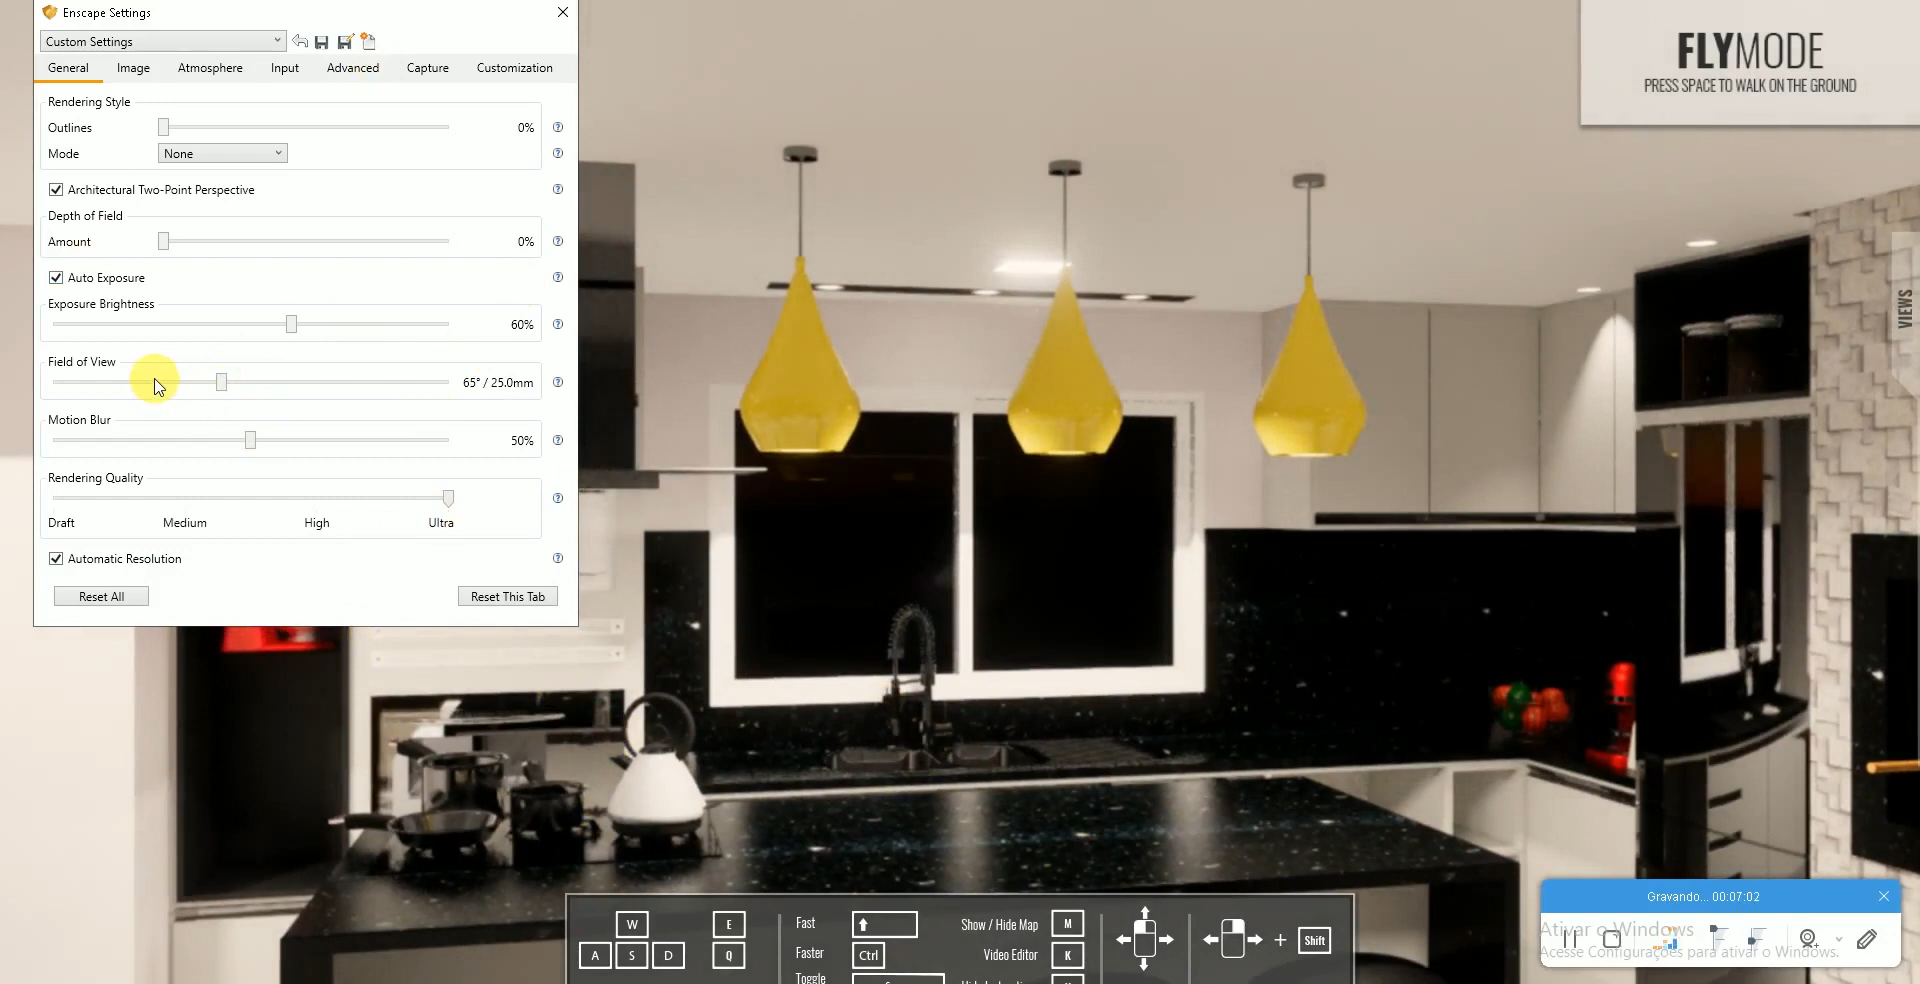 Enscape Settings
Custom Settings
General Image Atmosphere Input Advanced Capture Customization
Rendering Style
Outlines 0%
Mode None
Architectural Two-Point Perspective
Depth of Field
Amount 0%
Auto Exposure
Exposure Brightness
60%
Field of View
65° / 25.0mm
Motion Blur
50%
Rendering Quality
Draft Medium High Ultra
Automatic Resolution
Reset All Reset This Tab
FLYMODE
PRESS SPACE TO WALK ON THE GROUND
VIEWS
W E
A S D Q
Fast
Faster Ctrl
Toggle
Show / Hide Map M
Video Editor K
+ Shift
Gravando... 00:07:02
Ativar o Windows
Acesse Configurações para ativar o Windows.